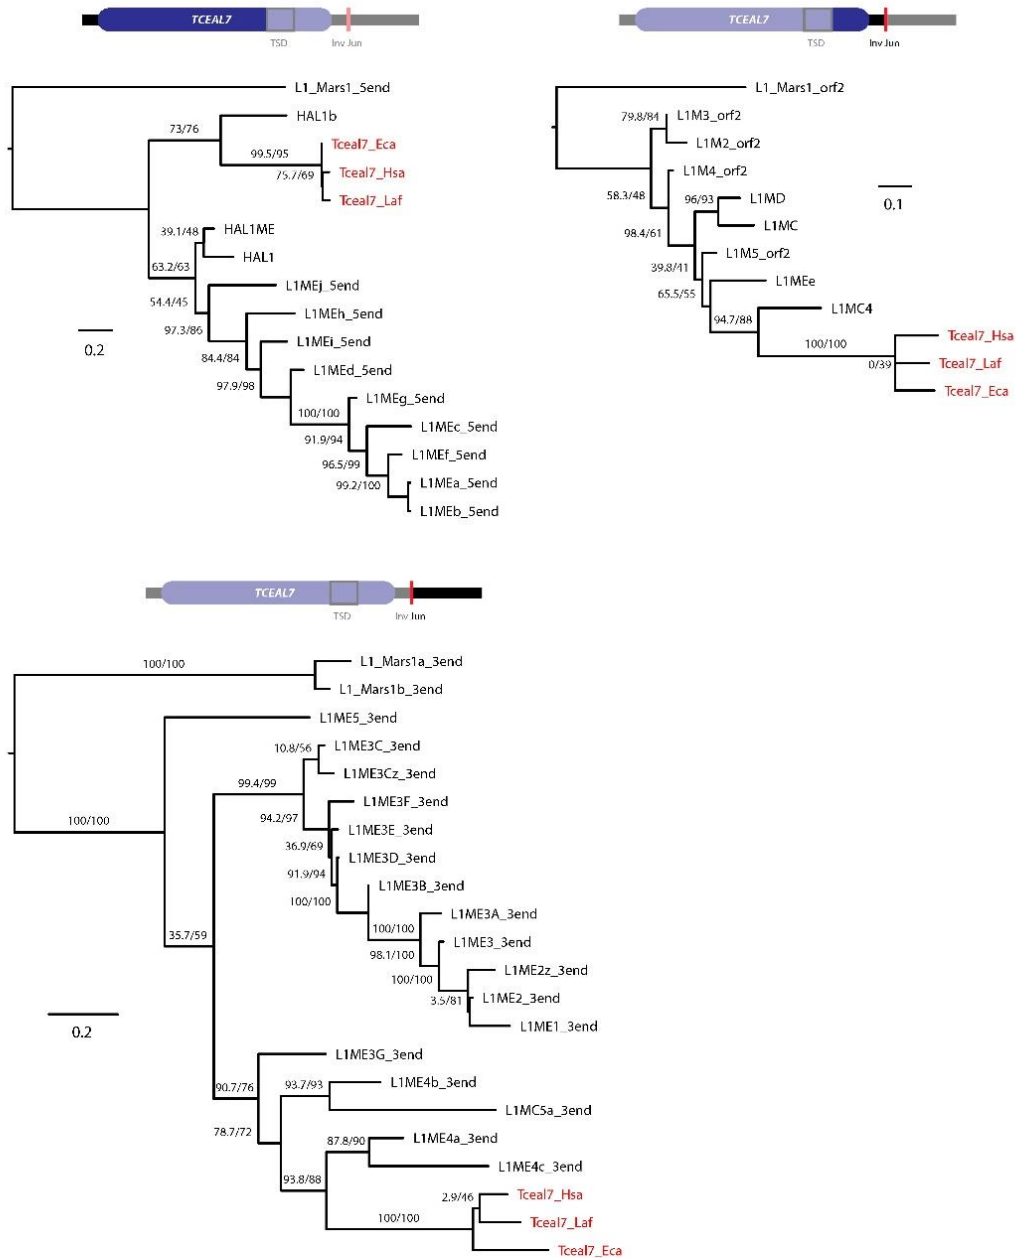 TCEAL7
TSD
Inv Jun
L1_Mars1_5end
HAL1b
73/76
Tceal7_Eca
99.5/95
Tceal7_Hsa
75.7/69
Tceal7_Laf
HAL1ME
39.1/48
HAL1
63.2/63
L1MEj_5end
54.4/45
L1MEh_5end
97.3/86
L1MEi_5end
84.4/84
L1MEd_5end
97.9/98
L1MEg_5end
100/100
L1MEc_5end
91.9/94
L1MEf_5end
96.5/99
L1MEa_5end
99.2/100
L1MEb_5end
0.2
TCEAL7
TSD
Inv Jun
L1_Mars1_orf2
79.8/84
L1M3_orf2
L1M2_orf2
L1M4_orf2
58.3/48
96/93
L1MD
L1MC
98.4/61
L1M5_orf2
39.8/41
L1MEe
65.5/55
L1MC4
94.7/88
Tceal7_Hsa
100/100
Tceal7_Laf
0/39
Tceal7_Eca
0.1
TCEAL7
TSD
Inv Jun
L1_Mars1a_3end
100/100
L1_Mars1b_3end
L1ME5_3end
L1ME3C_3end
10.8/56
L1ME3Cz_3end
99.4/99
L1ME3F_3end
94.2/97
L1ME3E_3end
100/100
36.9/69
L1ME3D_3end
91.9/94
L1ME3B_3end
100/100
L1ME3A_3end
100/100
L1ME3_3end
35.7/59
98.1/100
L1ME2z_3end
100/100
L1ME2_3end
3.5/81
L1ME1_3end
0.2
L1ME3G_3end
90.7/76
93.7/93
L1ME4b_3end
L1MC5a_3end
78.7/72
L1ME4a_3end
87.8/90
L1ME4c_3end
93.8/88
Tceal7_Hsa
2.9/46
Tceal7_Laf
100/100
Tceal7_Eca